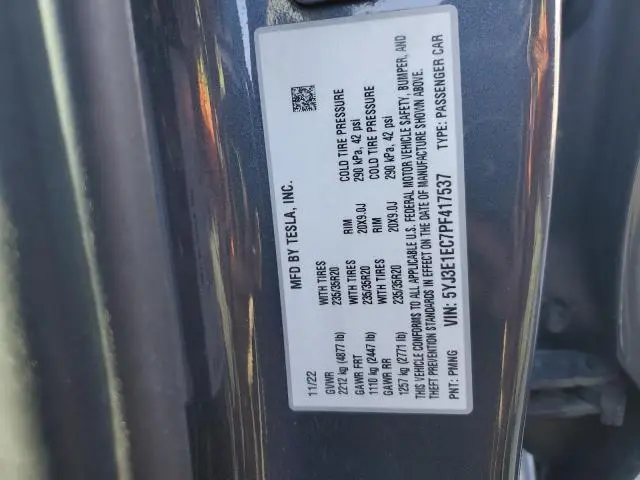 MFD BY TESLA, INC.
11/22
GVWR
2212 kg (4877 lb)
WITH TIRES
235/35R20
RIM
20X9.0J
COLD TIRE PRESSURE
290 kPa, 42 psi
GAWR FRT
1110 kg (2447 lb)
WITH TIRES
235/35R20
RIM
20X9.0J
COLD TIRE PRESSURE
290 kPa, 42 psi
GAWR RR
1257 kg (2771 lb)
WITH TIRES
235/35R20
THIS VEHICLE CONFORMS TO ALL APPLICABLE U.S. FEDERAL MOTOR VEHICLE SAFETY, BUMPER, AND
THEFT PREVENTION STANDARDS IN EFFECT ON THE DATE OF MANUFACTURE SHOWN ABOVE.
VIN: 5YJ3E1EC7PF417537
PNT: PMNG
TYPE: PASSENGER CAR